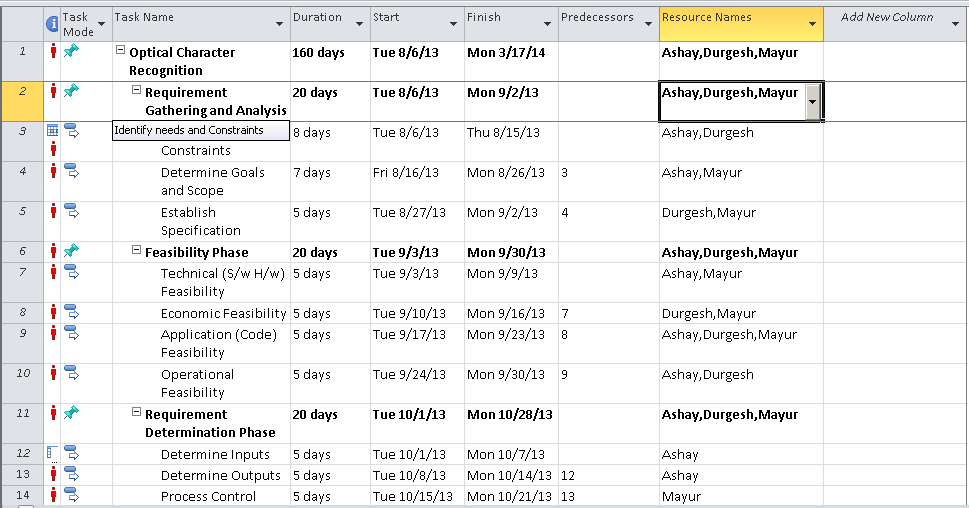 Task Mode Task Name Duration Start Finish Predecessors Resource Names Add New Column
1 Optical Character Recognition 160 days Tue 8/6/13 Mon 3/17/14 Ashay,Durgesh,Mayur
2 Requirement Gathering and Analysis 20 days Tue 8/6/13 Mon 9/2/13 Ashay,Durgesh,Mayur
Identify needs and Constraints
3 Constraints 8 days Tue 8/6/13 Thu 8/15/13 Ashay,Durgesh
4 Determine Goals and Scope 7 days Fri 8/16/13 Mon 8/26/13 3 Ashay,Mayur
5 Establish Specification 5 days Tue 8/27/13 Mon 9/2/13 4 Durgesh,Mayur
6 Feasibility Phase 20 days Tue 9/3/13 Mon 9/30/13 Ashay,Durgesh,Mayur
7 Technical (S/w H/w) Feasibility 5 days Tue 9/3/13 Mon 9/9/13 Ashay,Mayur
8 Economic Feasibility 5 days Tue 9/10/13 Mon 9/16/13 7 Durgesh,Mayur
9 Application (Code) Feasibility 5 days Tue 9/17/13 Mon 9/23/13 8 Ashay,Durgesh,Mayur
10 Operational Feasibility 5 days Tue 9/24/13 Mon 9/30/13 9 Ashay,Durgesh
11 Requirement Determination Phase 20 days Tue 10/1/13 Mon 10/28/13 Ashay,Durgesh,Mayur
12 Determine Inputs 5 days Tue 10/1/13 Mon 10/7/13 Ashay
13 Determine Outputs 5 days Tue 10/8/13 Mon 10/14/13 12 Ashay
14 Process Control 5 days Tue 10/15/13 Mon 10/21/13 13 Mayur